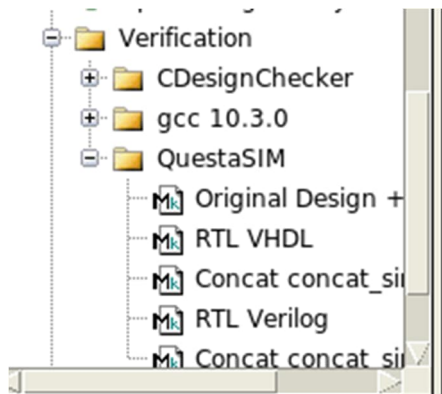 Verification
CDesignChecker
gcc 10.3.0
QuestaSIM
Original Design +
RTL VHDL
Concat concat_si
RTL Verilog
Concat concat_si